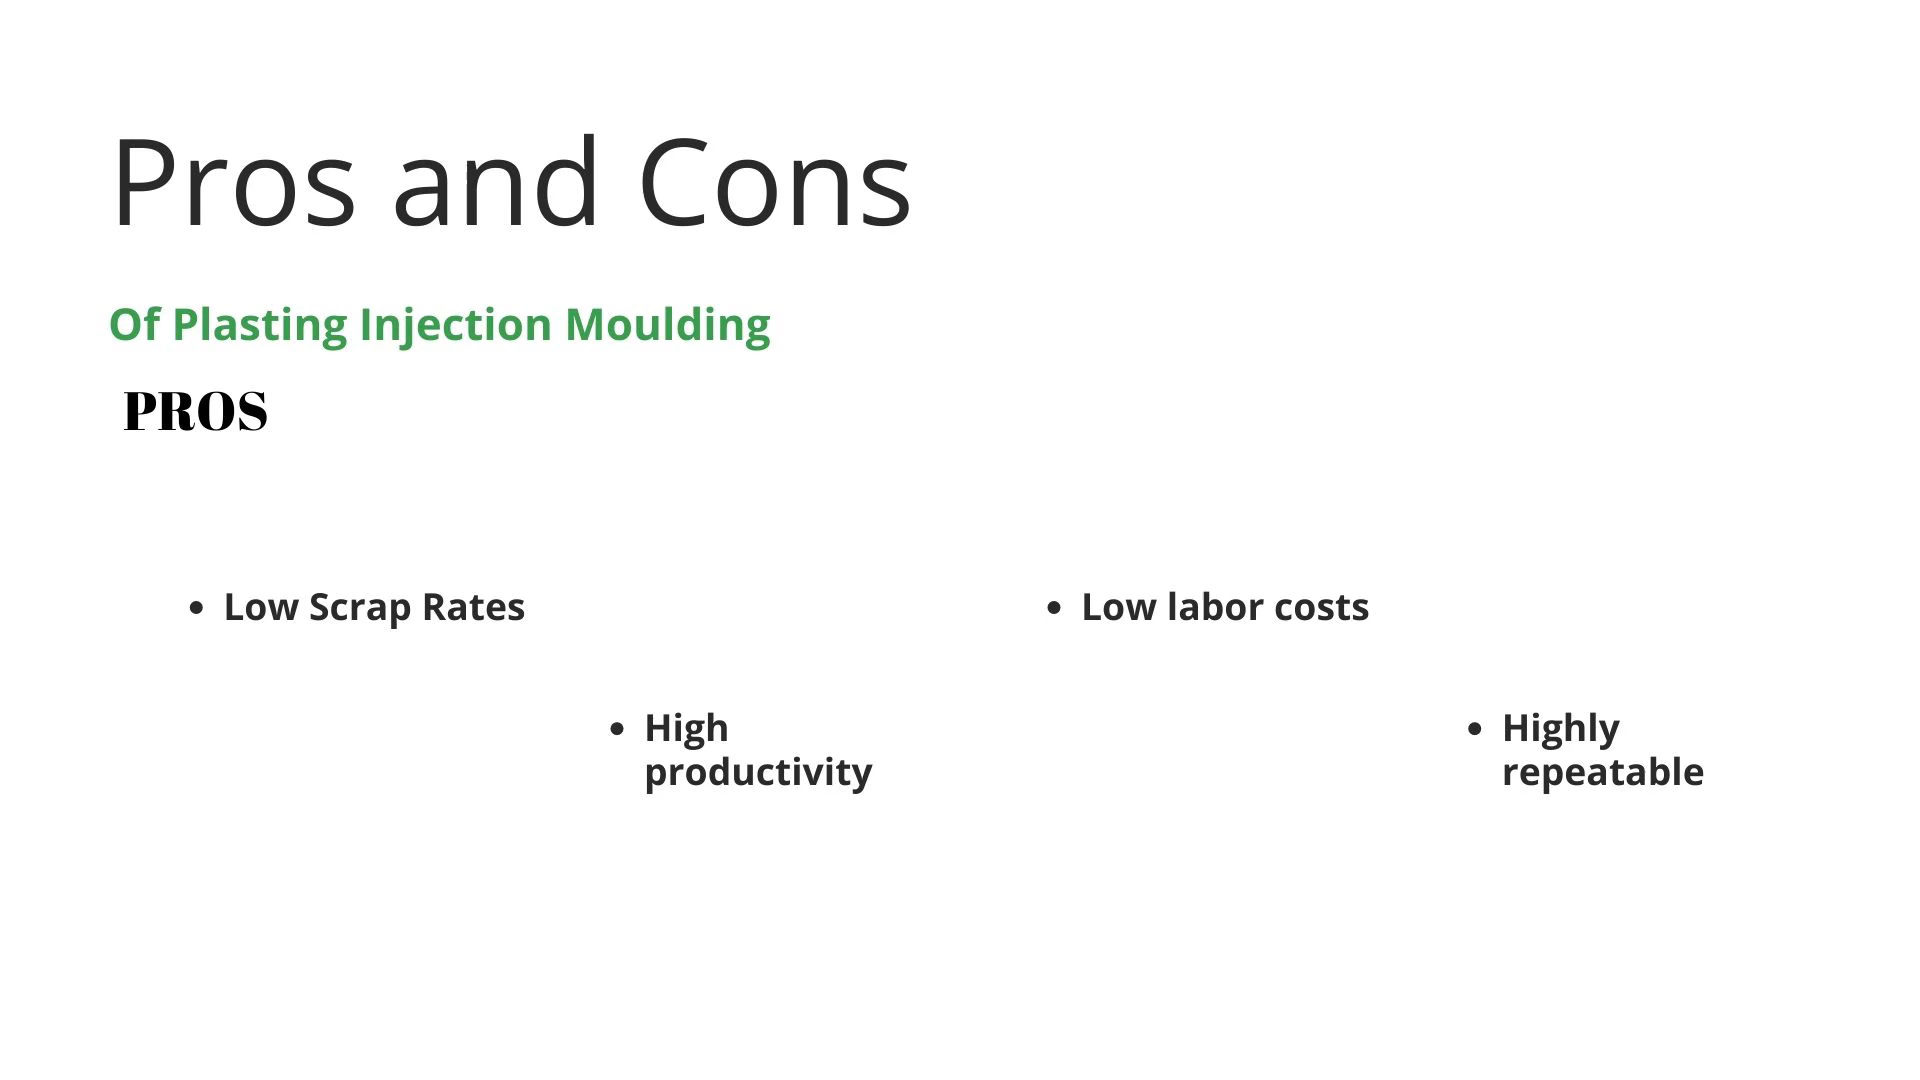 Pros and Cons
Of Plasting Injection Moulding
PROS
• Low Scrap Rates
• High
productivity
• Low labor costs
• Highly
repeatable